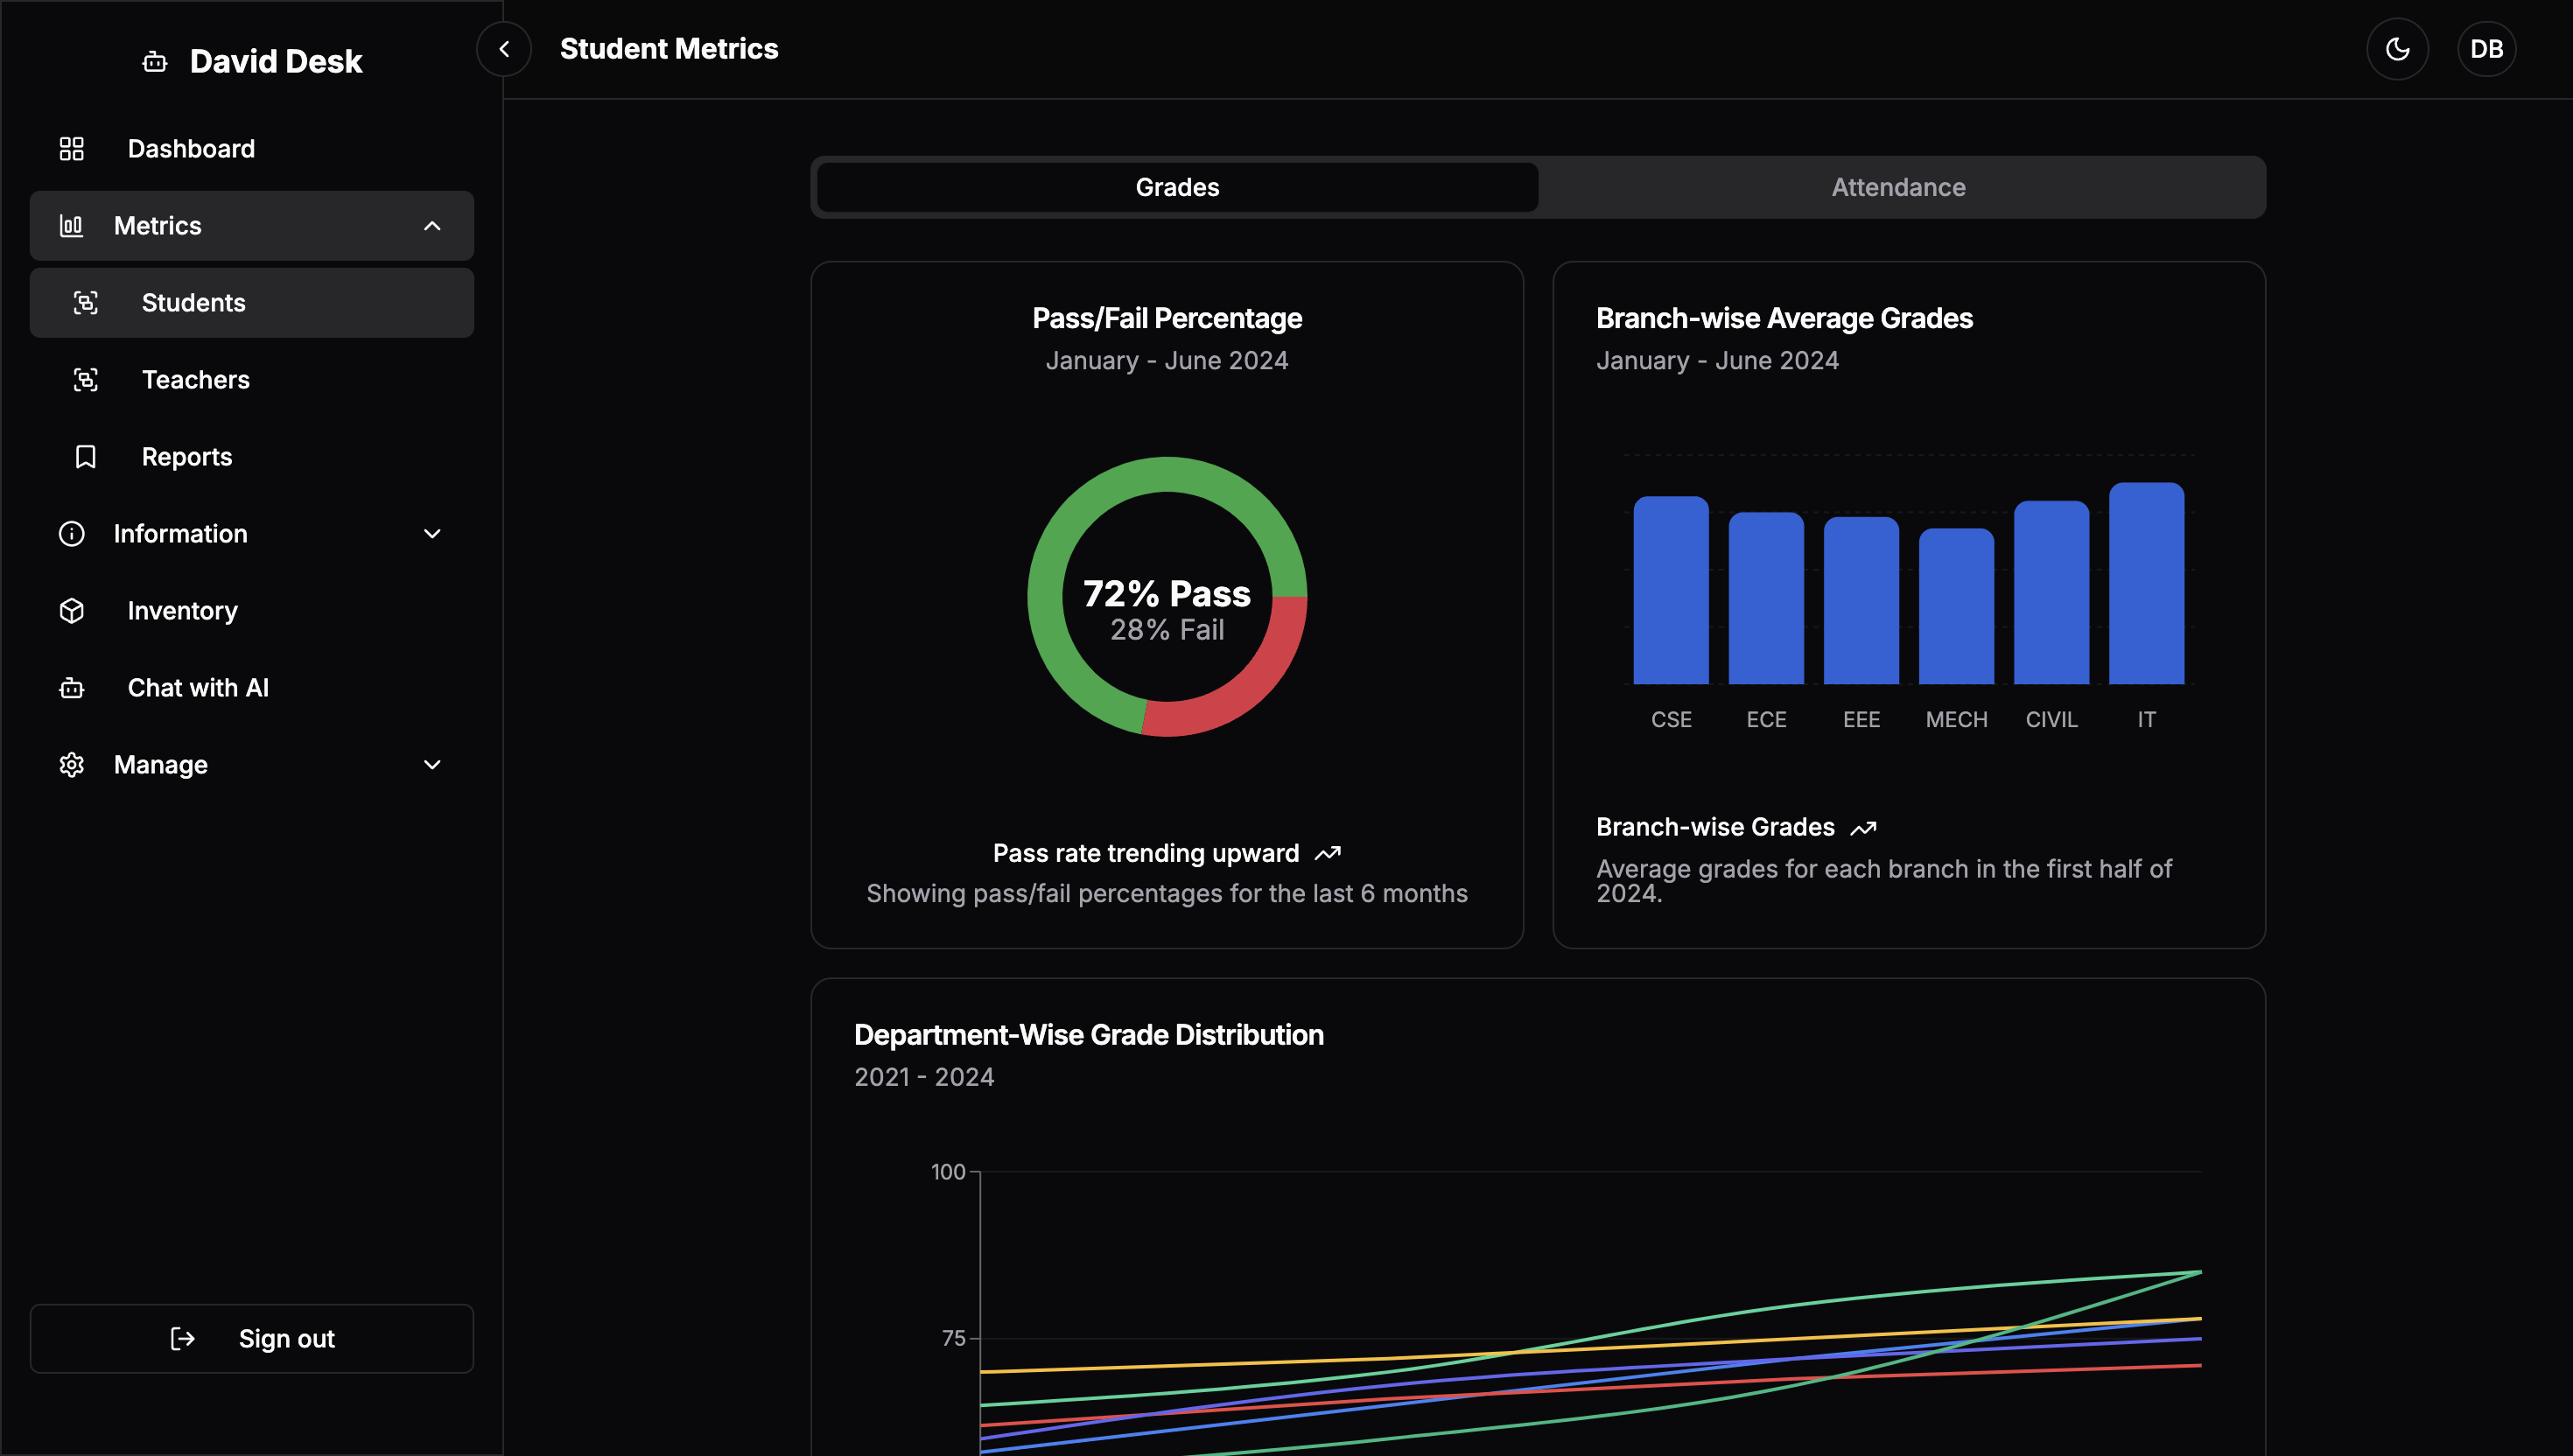 David Desk
Dashboard
Metrics
Students
Teachers
Reports
Information
Inventory
Chat with AI
Manage
Sign out
Student Metrics
DB
Grades
Attendance
Pass/Fail Percentage
January - June 2024
72% Pass
28% Fail
Pass rate trending upward
Showing pass/fail percentages for the last 6 months
Branch-wise Average Grades
January - June 2024
CSE ECE EEE MECH CIVIL IT
Branch-wise Grades
Average grades for each branch in the first half of
2024.
Department-Wise Grade Distribution
2021 - 2024
100
75